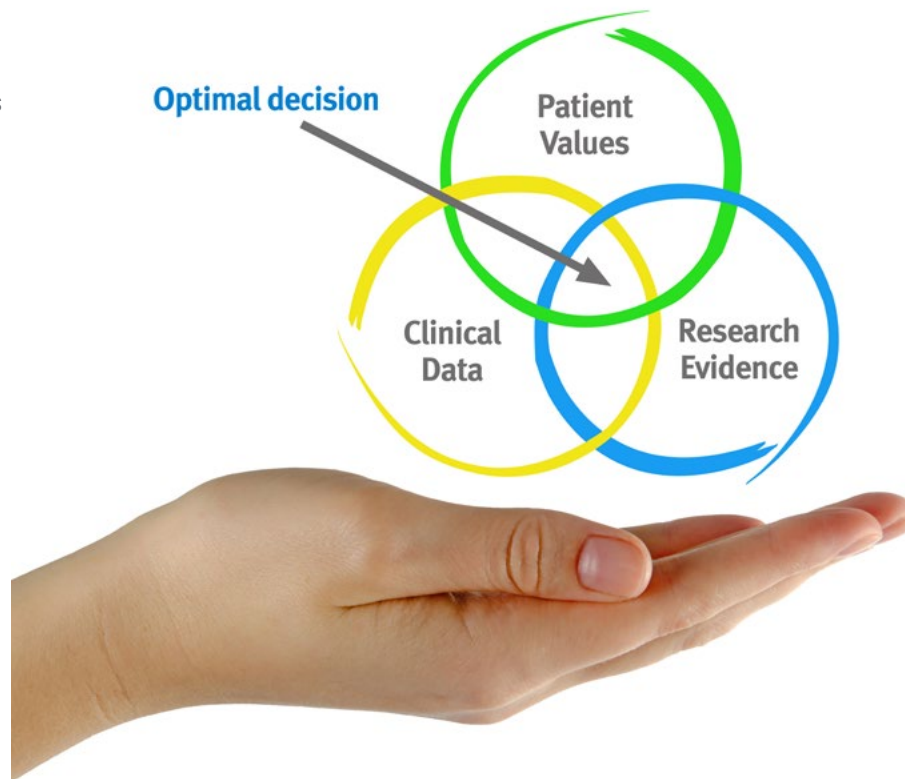 Optimal decision
Patient
Values
Clinical
Data
Research
Evidence